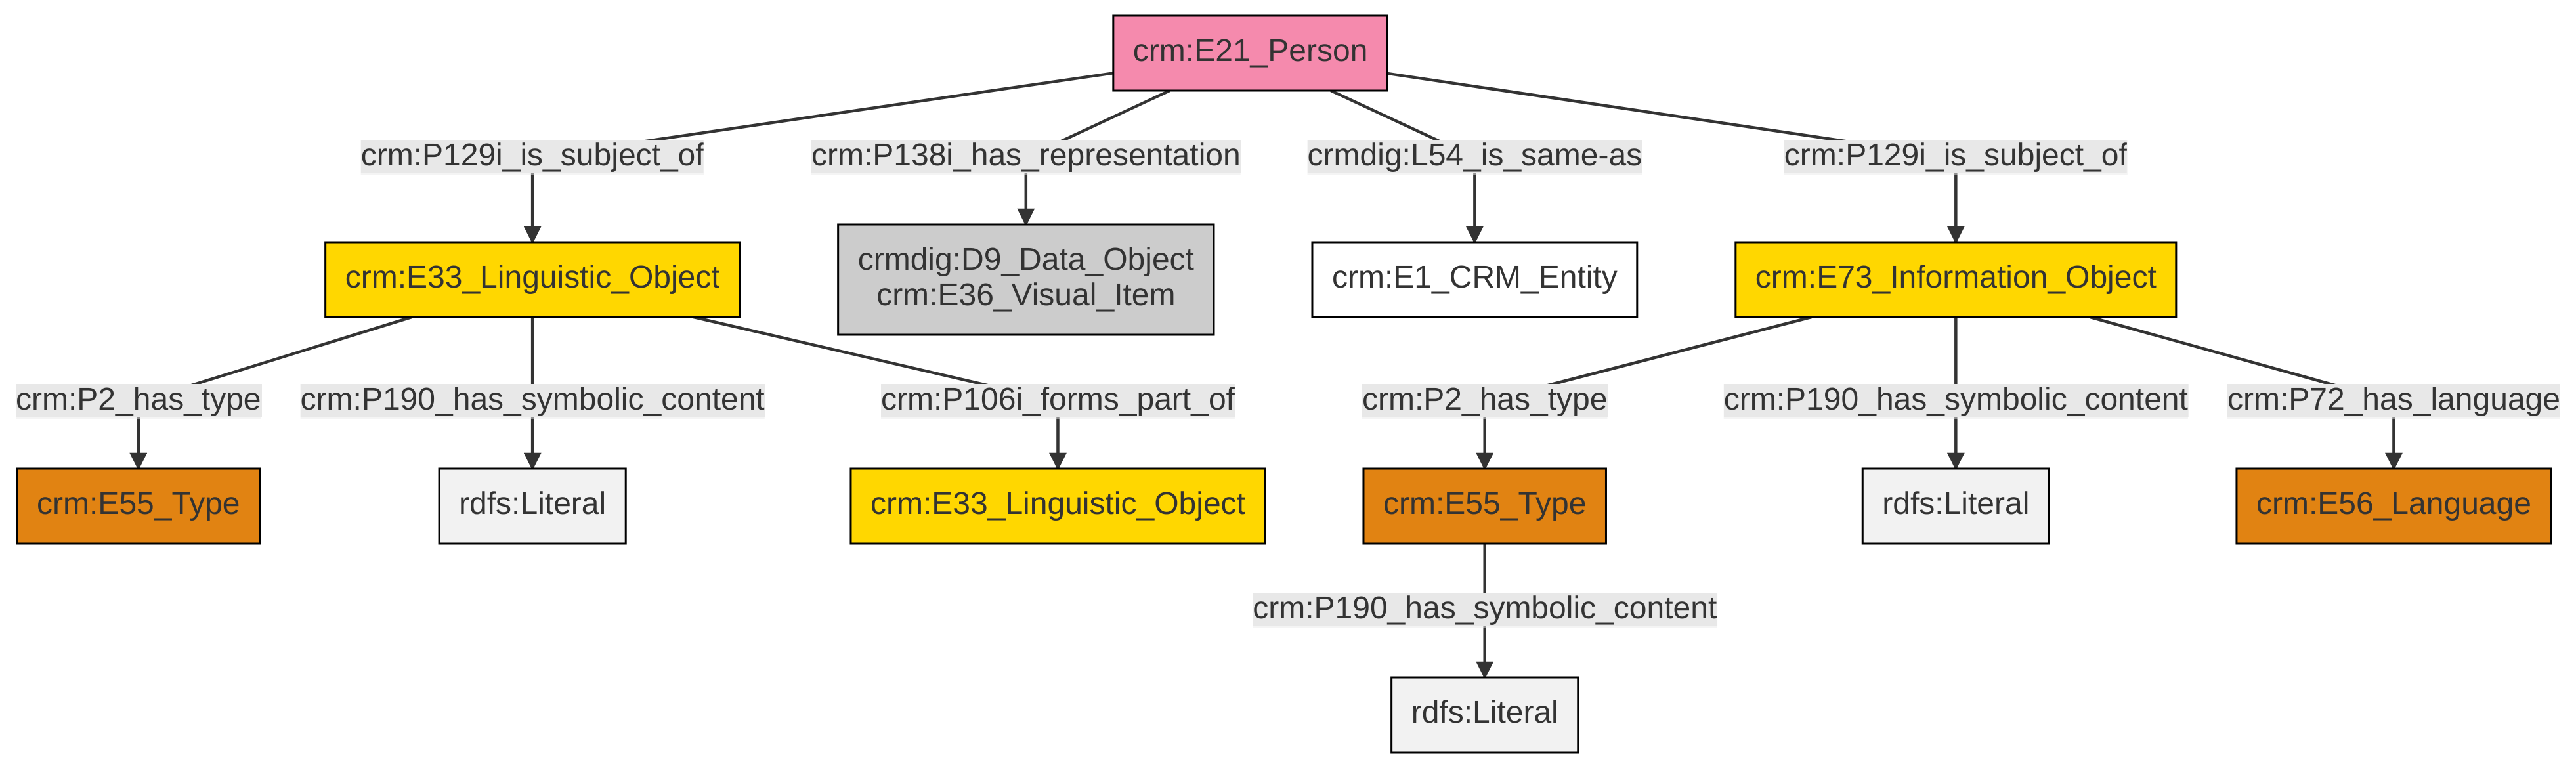 crm:E21_Person
crm:P129i_is_subject_of
crm:P138i_has_representation
crmdig:L54_is_same-as
crm:P129i_is_subject_of
crm:E33_Linguistic_Object
crmdig:D9_Data_Object
crm:E36_Visual_Item
crm:E1_CRM_Entity
crm:E73_Information_Object
crm:P2_has_type
crm:P190_has_symbolic_content
crm:P106i_forms_part_of
crm:P2_has_type
crm:P190_has_symbolic_content
crm:P72_has_language
crm:E55_Type
rdfs:Literal
crm:E33_Linguistic_Object
crm:E55_Type
rdfs:Literal
crm:E56_Language
crm:P190_has_symbolic_content
rdfs:Literal